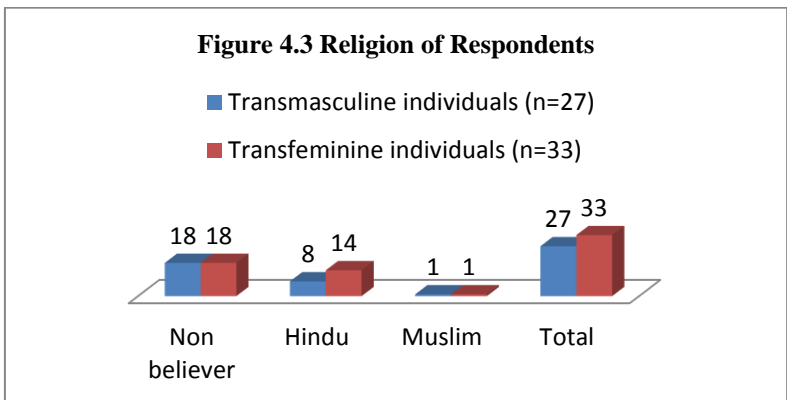 Figure 4.3 Religion of Respondents
Transmasculine individuals (n=27)
Transfeminine individuals (n=33)
18 18
8 14
1 1
27 33
Non believer
Hindu
Muslim
Total